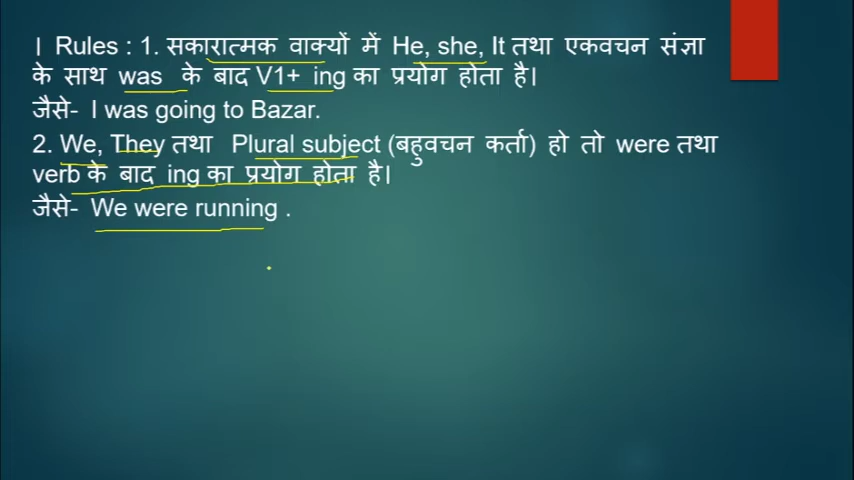 । Rules : 1. सकारात्मक वाक्यों में He, she, It तथा एकवचन संज्ञा
के साथ was के बाद V1+ ing का प्रयोग होता है।
जैसे- I was going to Bazar.
2. We, They तथा Plural subject (बहुवचन कर्ता) हो तो were तथा
verb के बाद ing का प्रयोग होता है।
जैसे- We were running .